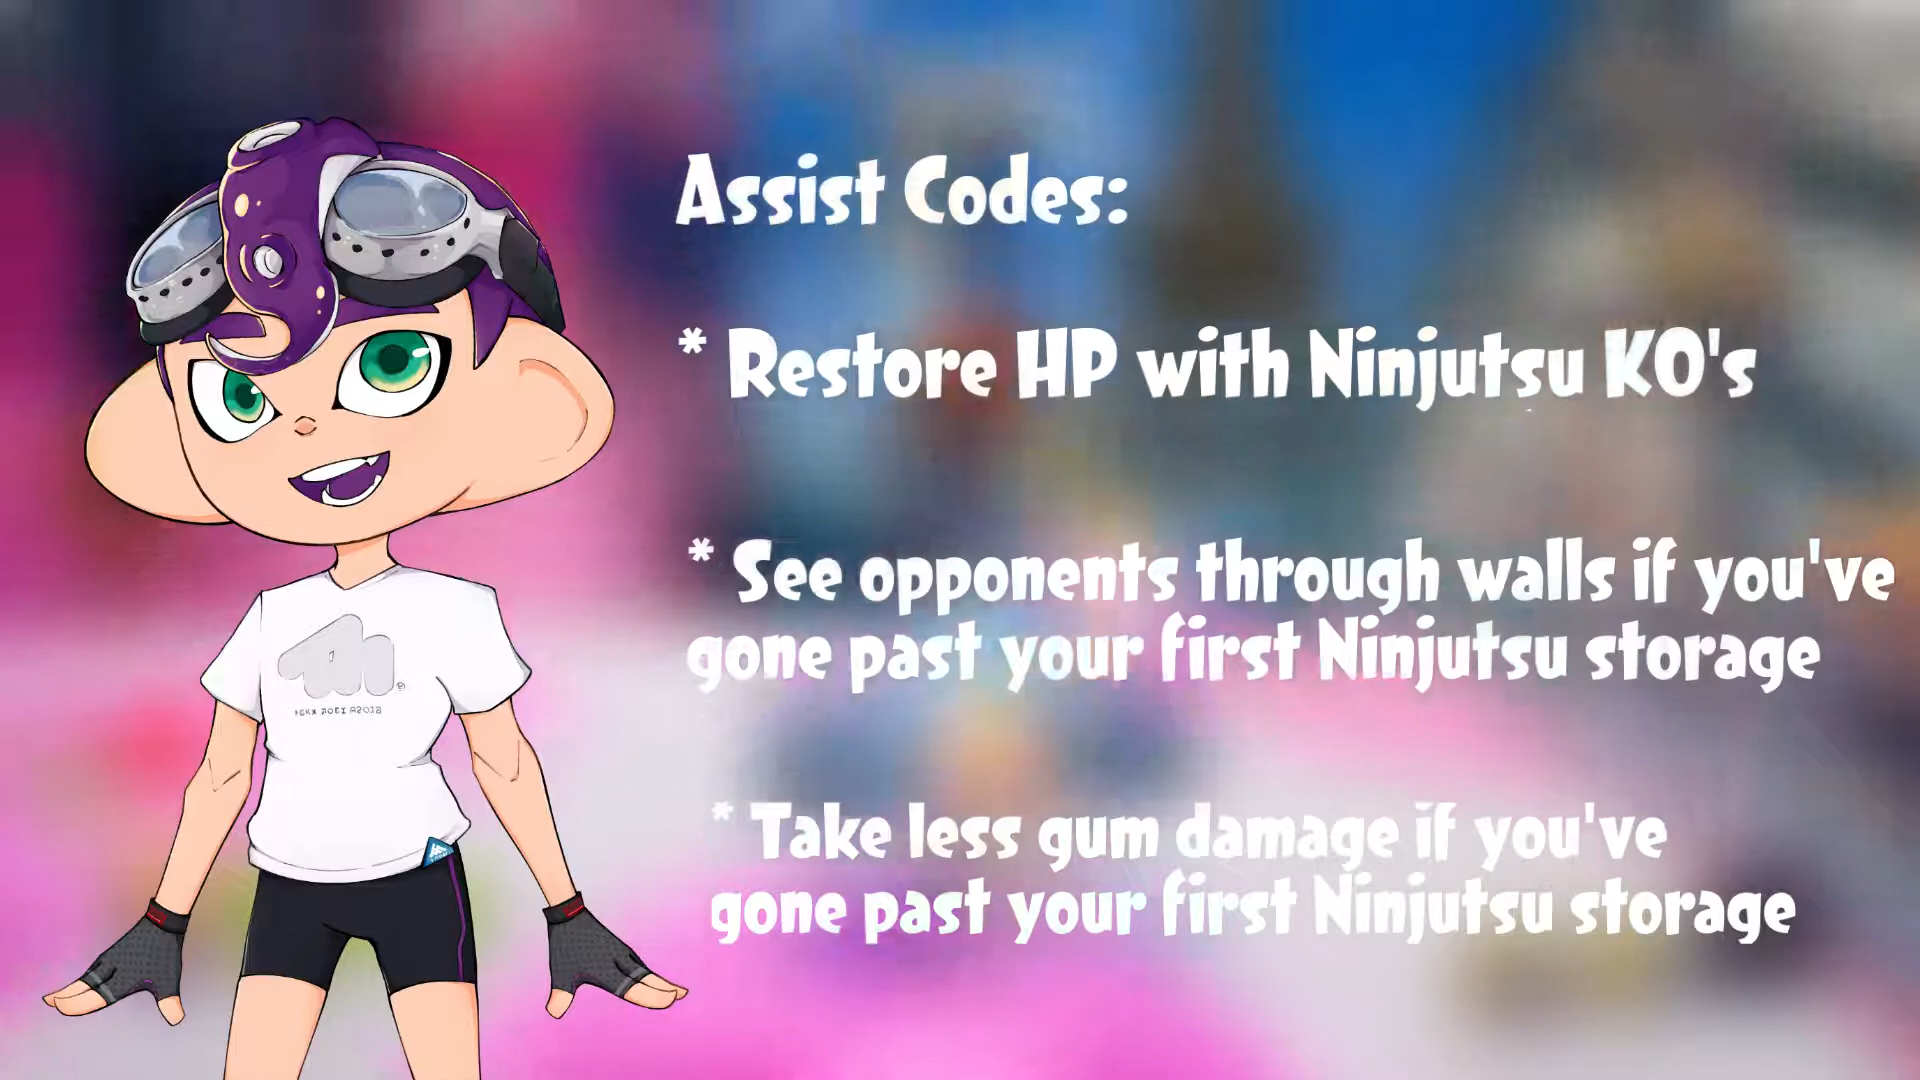 Assist Codes:
* Restore HP with Ninjutsu KO's
* See opponents through walls if you've
gone past your first Ninjutsu storage
* Take less gum damage if you've
gone past your first Ninjutsu storage